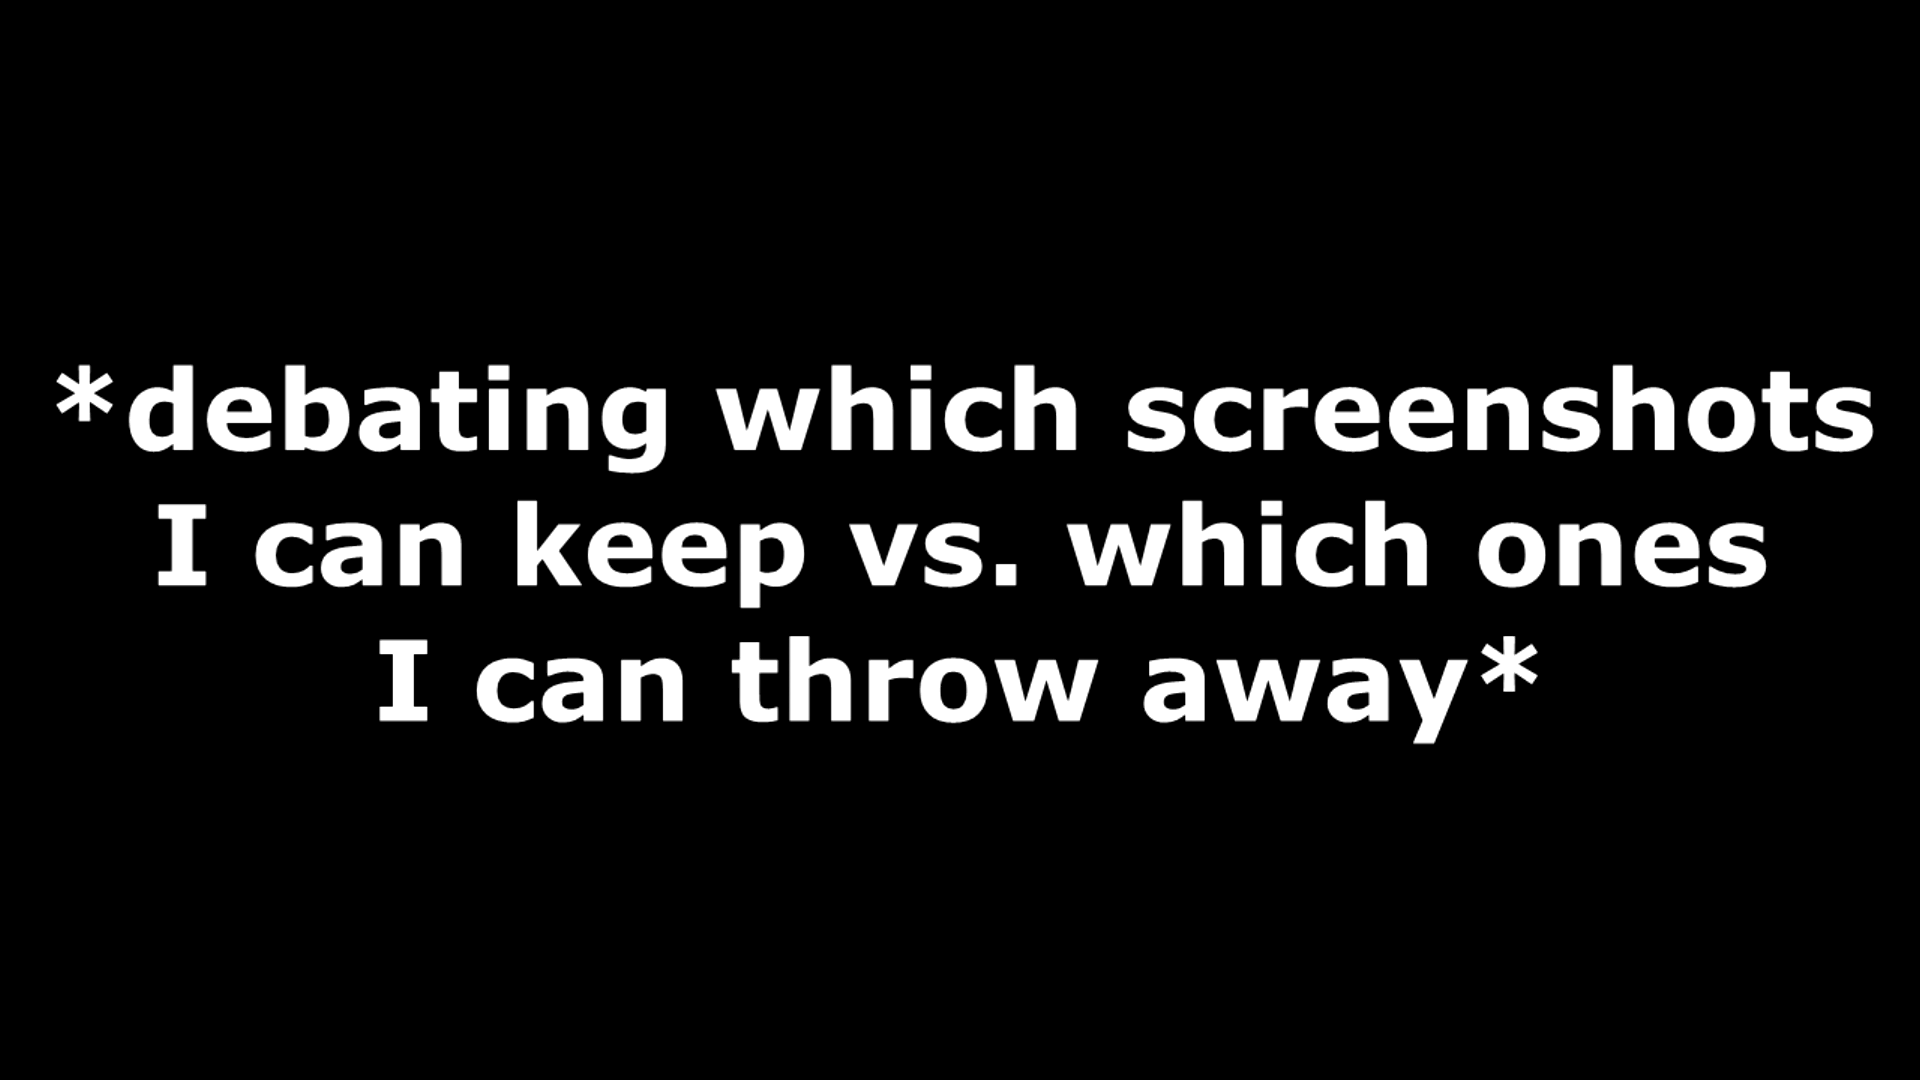 *debating which screenshots
I can keep vs. which ones
I can throw away*